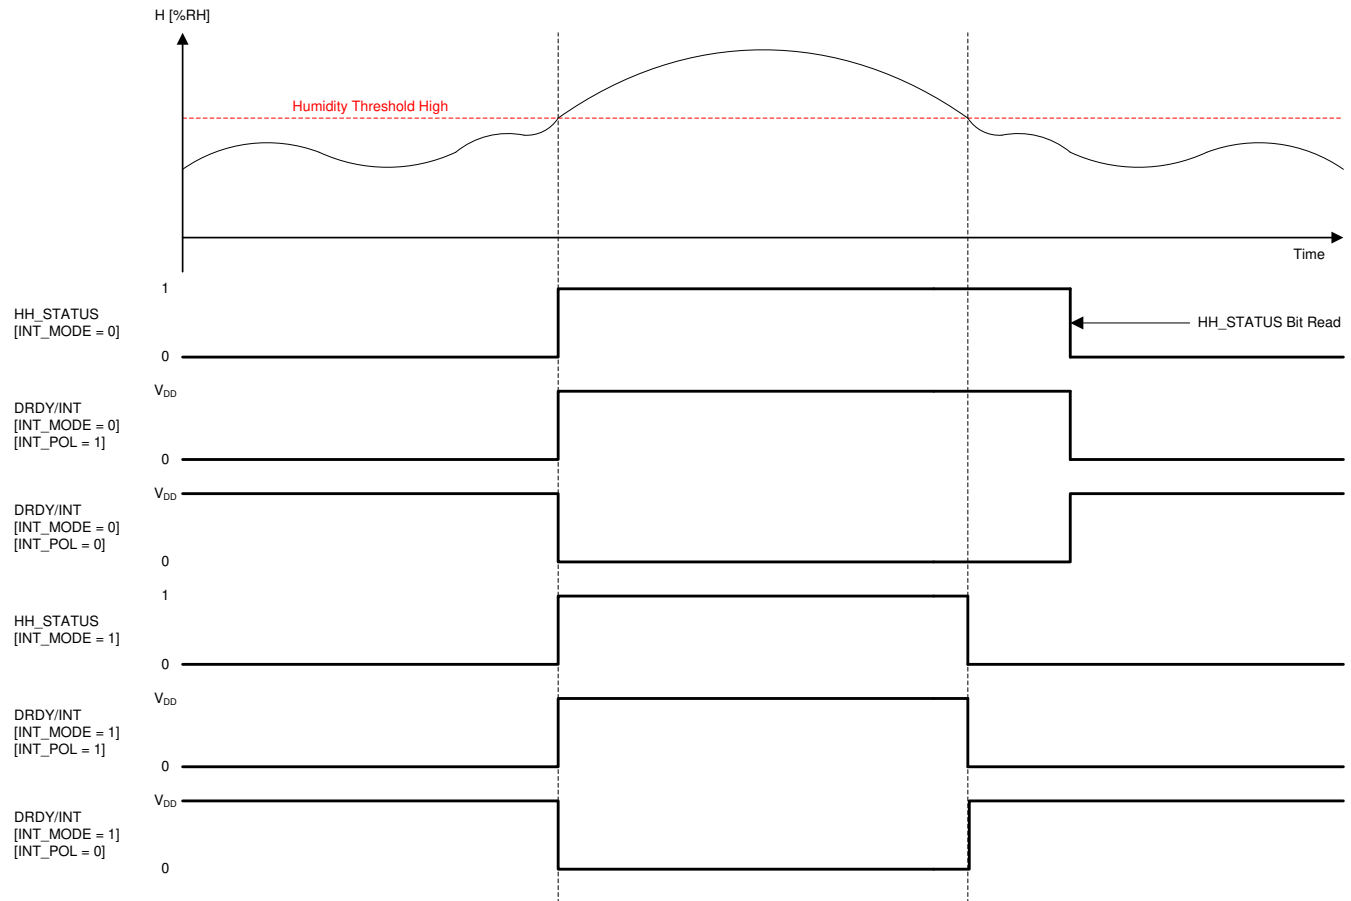 H [%RH]
Humidity Threshold High
Time
1
HH_STATUS
[INT_MODE = 0]
HH_STATUS Bit Read
0
VDD
DRDY/INT
[INT_MODE = 0]
[INT_POL = 1]
0
VDD
DRDY/INT
[INT_MODE = 0]
[INT_POL = 0]
0
1
HH_STATUS
[INT_MODE = 1]
0
VDD
DRDY/INT
[INT_MODE = 1]
[INT_POL = 1]
0
VDD
DRDY/INT
[INT_MODE = 1]
[INT_POL = 0]
0